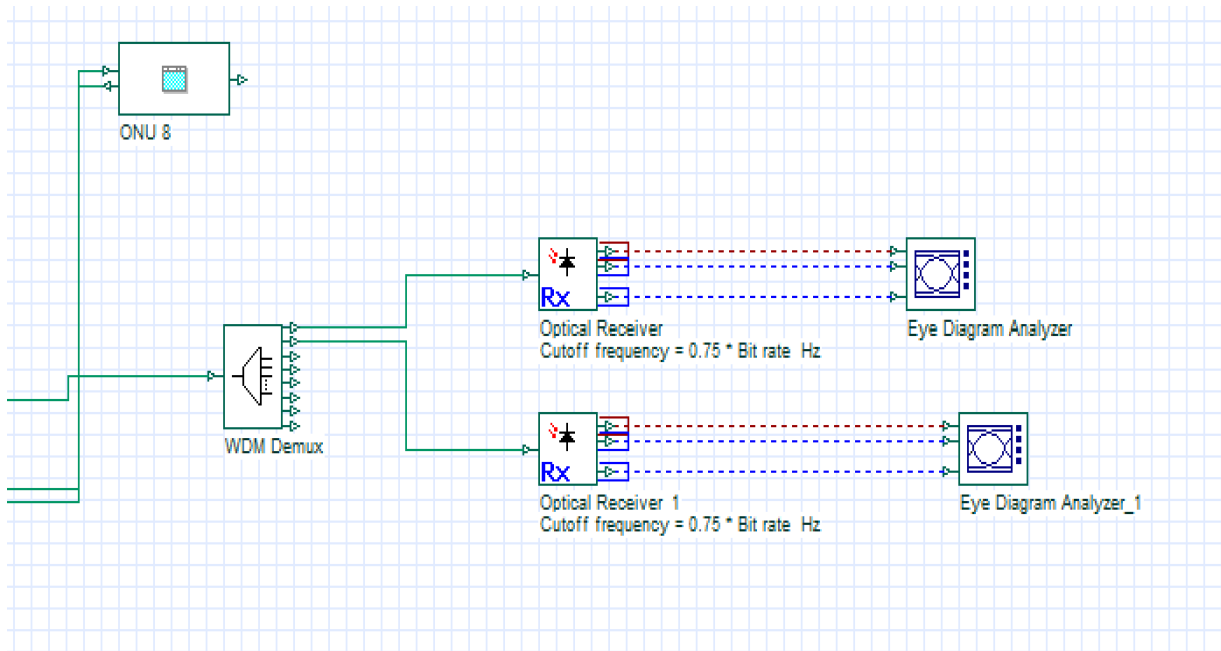 ONU 8
Rx
Optical Receiver
Cutoff frequency = 0.75 * Bit rate Hz
Eye Diagram Analyzer
WDM Demux
Rx
Optical Receiver 1
Cutoff frequency = 0.75 * Bit rate Hz
Eye Diagram Analyzer_1